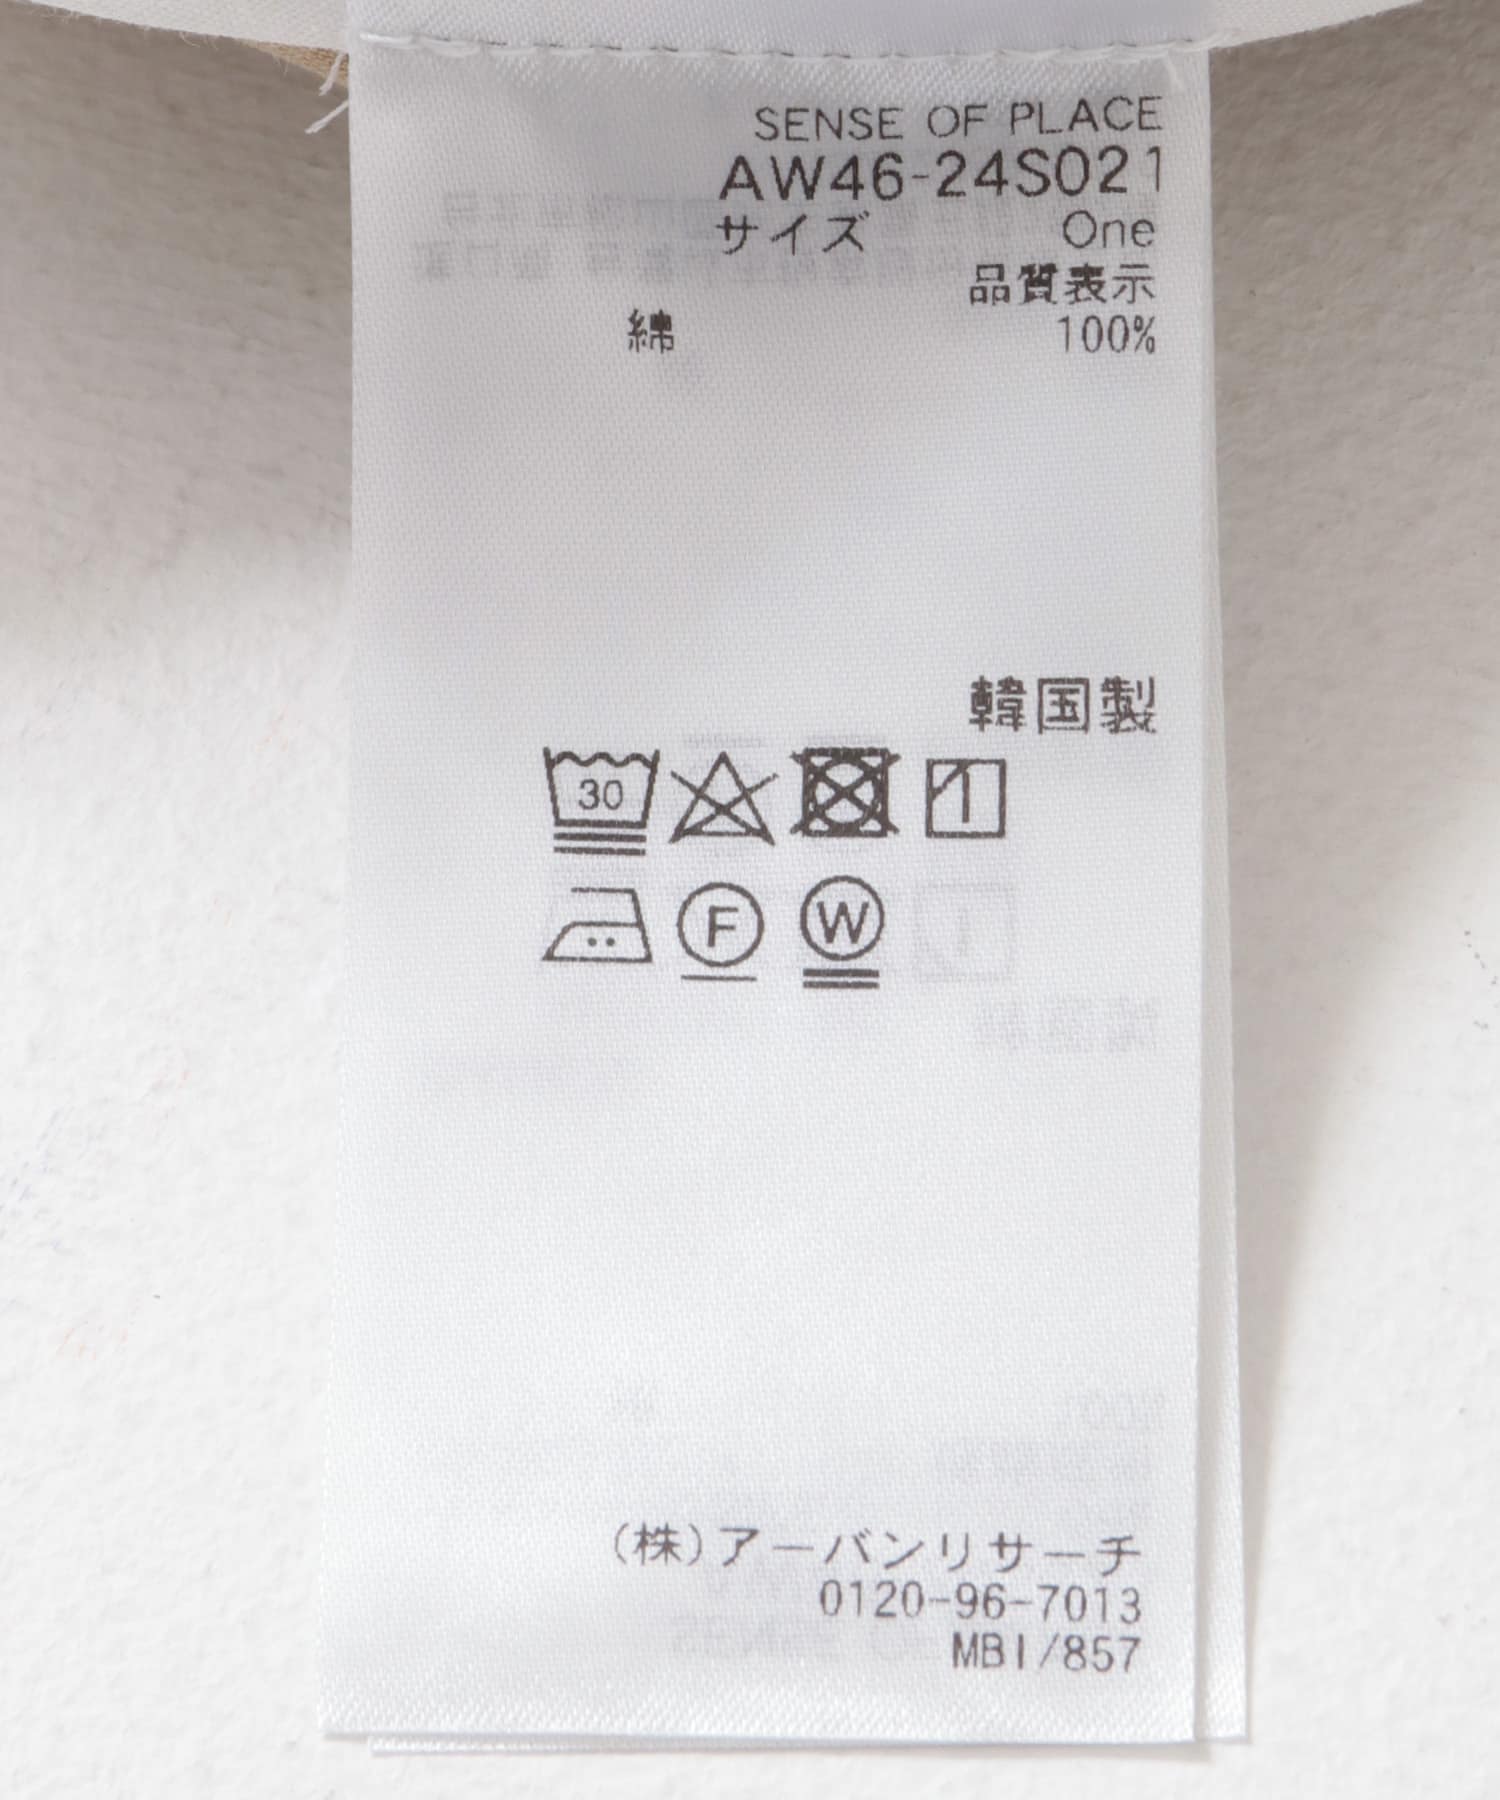 SENSE OF PLACE
AW46-24S021
サイズ One
品質表示
綿 100%
韓国製
30
F W
(株)アーバンリサーチ
0120-96-7013
MBI/857